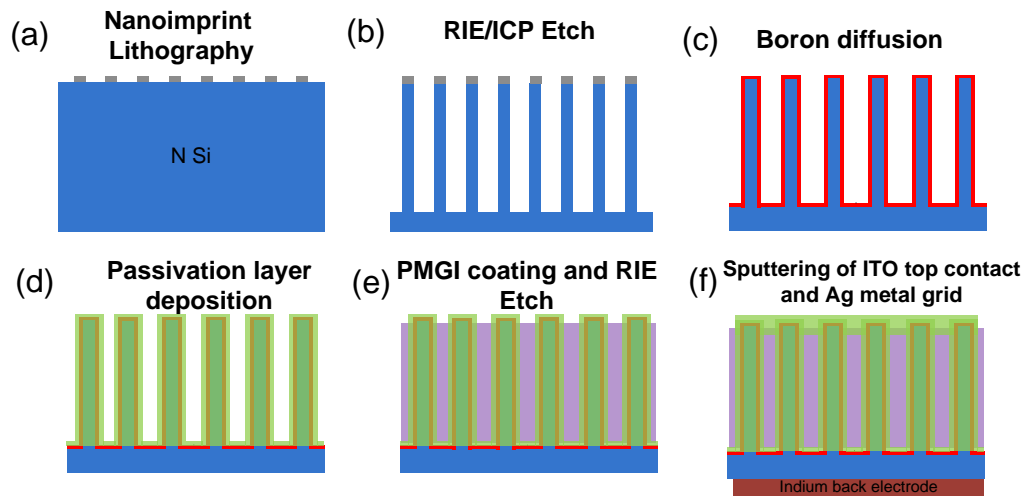 (a)
Nanoimprint
Lithography
N Si
(b)
RIE/ICP Etch
(c)
Boron diffusion
(d)
Passivation layer
deposition
(e)
PMGI coating and RIE
Etch
(f)
Sputtering of ITO top contact
and Ag metal grid
Indium back electrode